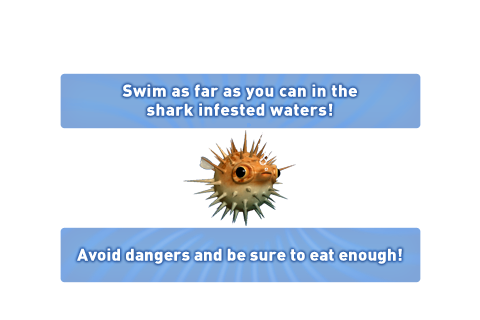 Swim as far as you can in the
shark infested waters!
Avoid dangers and be sure to eat enough!